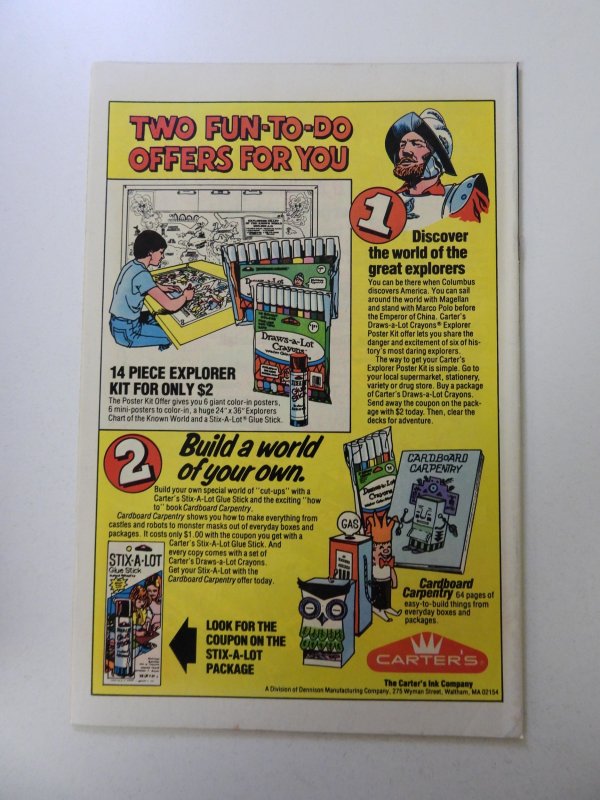 TWO FUN-TO-DO
OFFERS FOR YOU
1
Discover
the world of the
great explorers
You can be there when Columbus
discovers America. You can sail
around the world with Magellan
and stand with Marco Polo before
the Emperor of China. Carter's
Draws-a-Lot Crayons® Explorer
Poster Kit offer lets you share the
danger and excitement of six of his-
tory's most daring explorers.
The way to get your Carter's
Explorer Poster Kit is simple. Go to
your local supermarket, stationery,
variety or drug store. Buy a package
of Carter's Draws-a-Lot Crayons.
Send away the coupon on the pack-
age with $2 today. Then, clear the
decks for adventure.
Draws-a-Lot
Crayons
14 PIECE EXPLORER
KIT FOR ONLY $2
The Poster Kit Offer gives you 6 giant color-in posters,
6 mini-posters to color-in, a huge 24" x 36" Explorers
Chart of the Known World and a Stix-A-Lot® Glue Stick.
2
Build a world
of your own.
Build your own special world of "cut-ups" with a
Carter's Stix-A-Lot Glue Stick and the exciting "how
to" book Cardboard Carpentry.
Cardboard Carpentry shows you how to make everything from
castles and robots to monster masks out of everyday boxes and
packages. It costs only $1.00 with the coupon you get with a
Carter's Stix-A-Lot Glue Stick. And
every copy comes with a set of
Carter's Draws-a-Lot Crayons.
Get your Stix-A-Lot with the
Cardboard Carpentry offer today.
STIX-A-LOT
Glue Stick
LOOK FOR THE
COUPON ON THE
STIX-A-LOT
PACKAGE
Draws-a-Lot
Crayons
CARDBOARD
CARPENTRY
GAS
Cardboard
Carpentry 64 pages of
easy-to-build things from
everyday boxes and
packages.
CARTER'S
The Carter's Ink Company
A Division of Dennison Manufacturing Company, 275 Wyman Street, Waltham, MA 02154